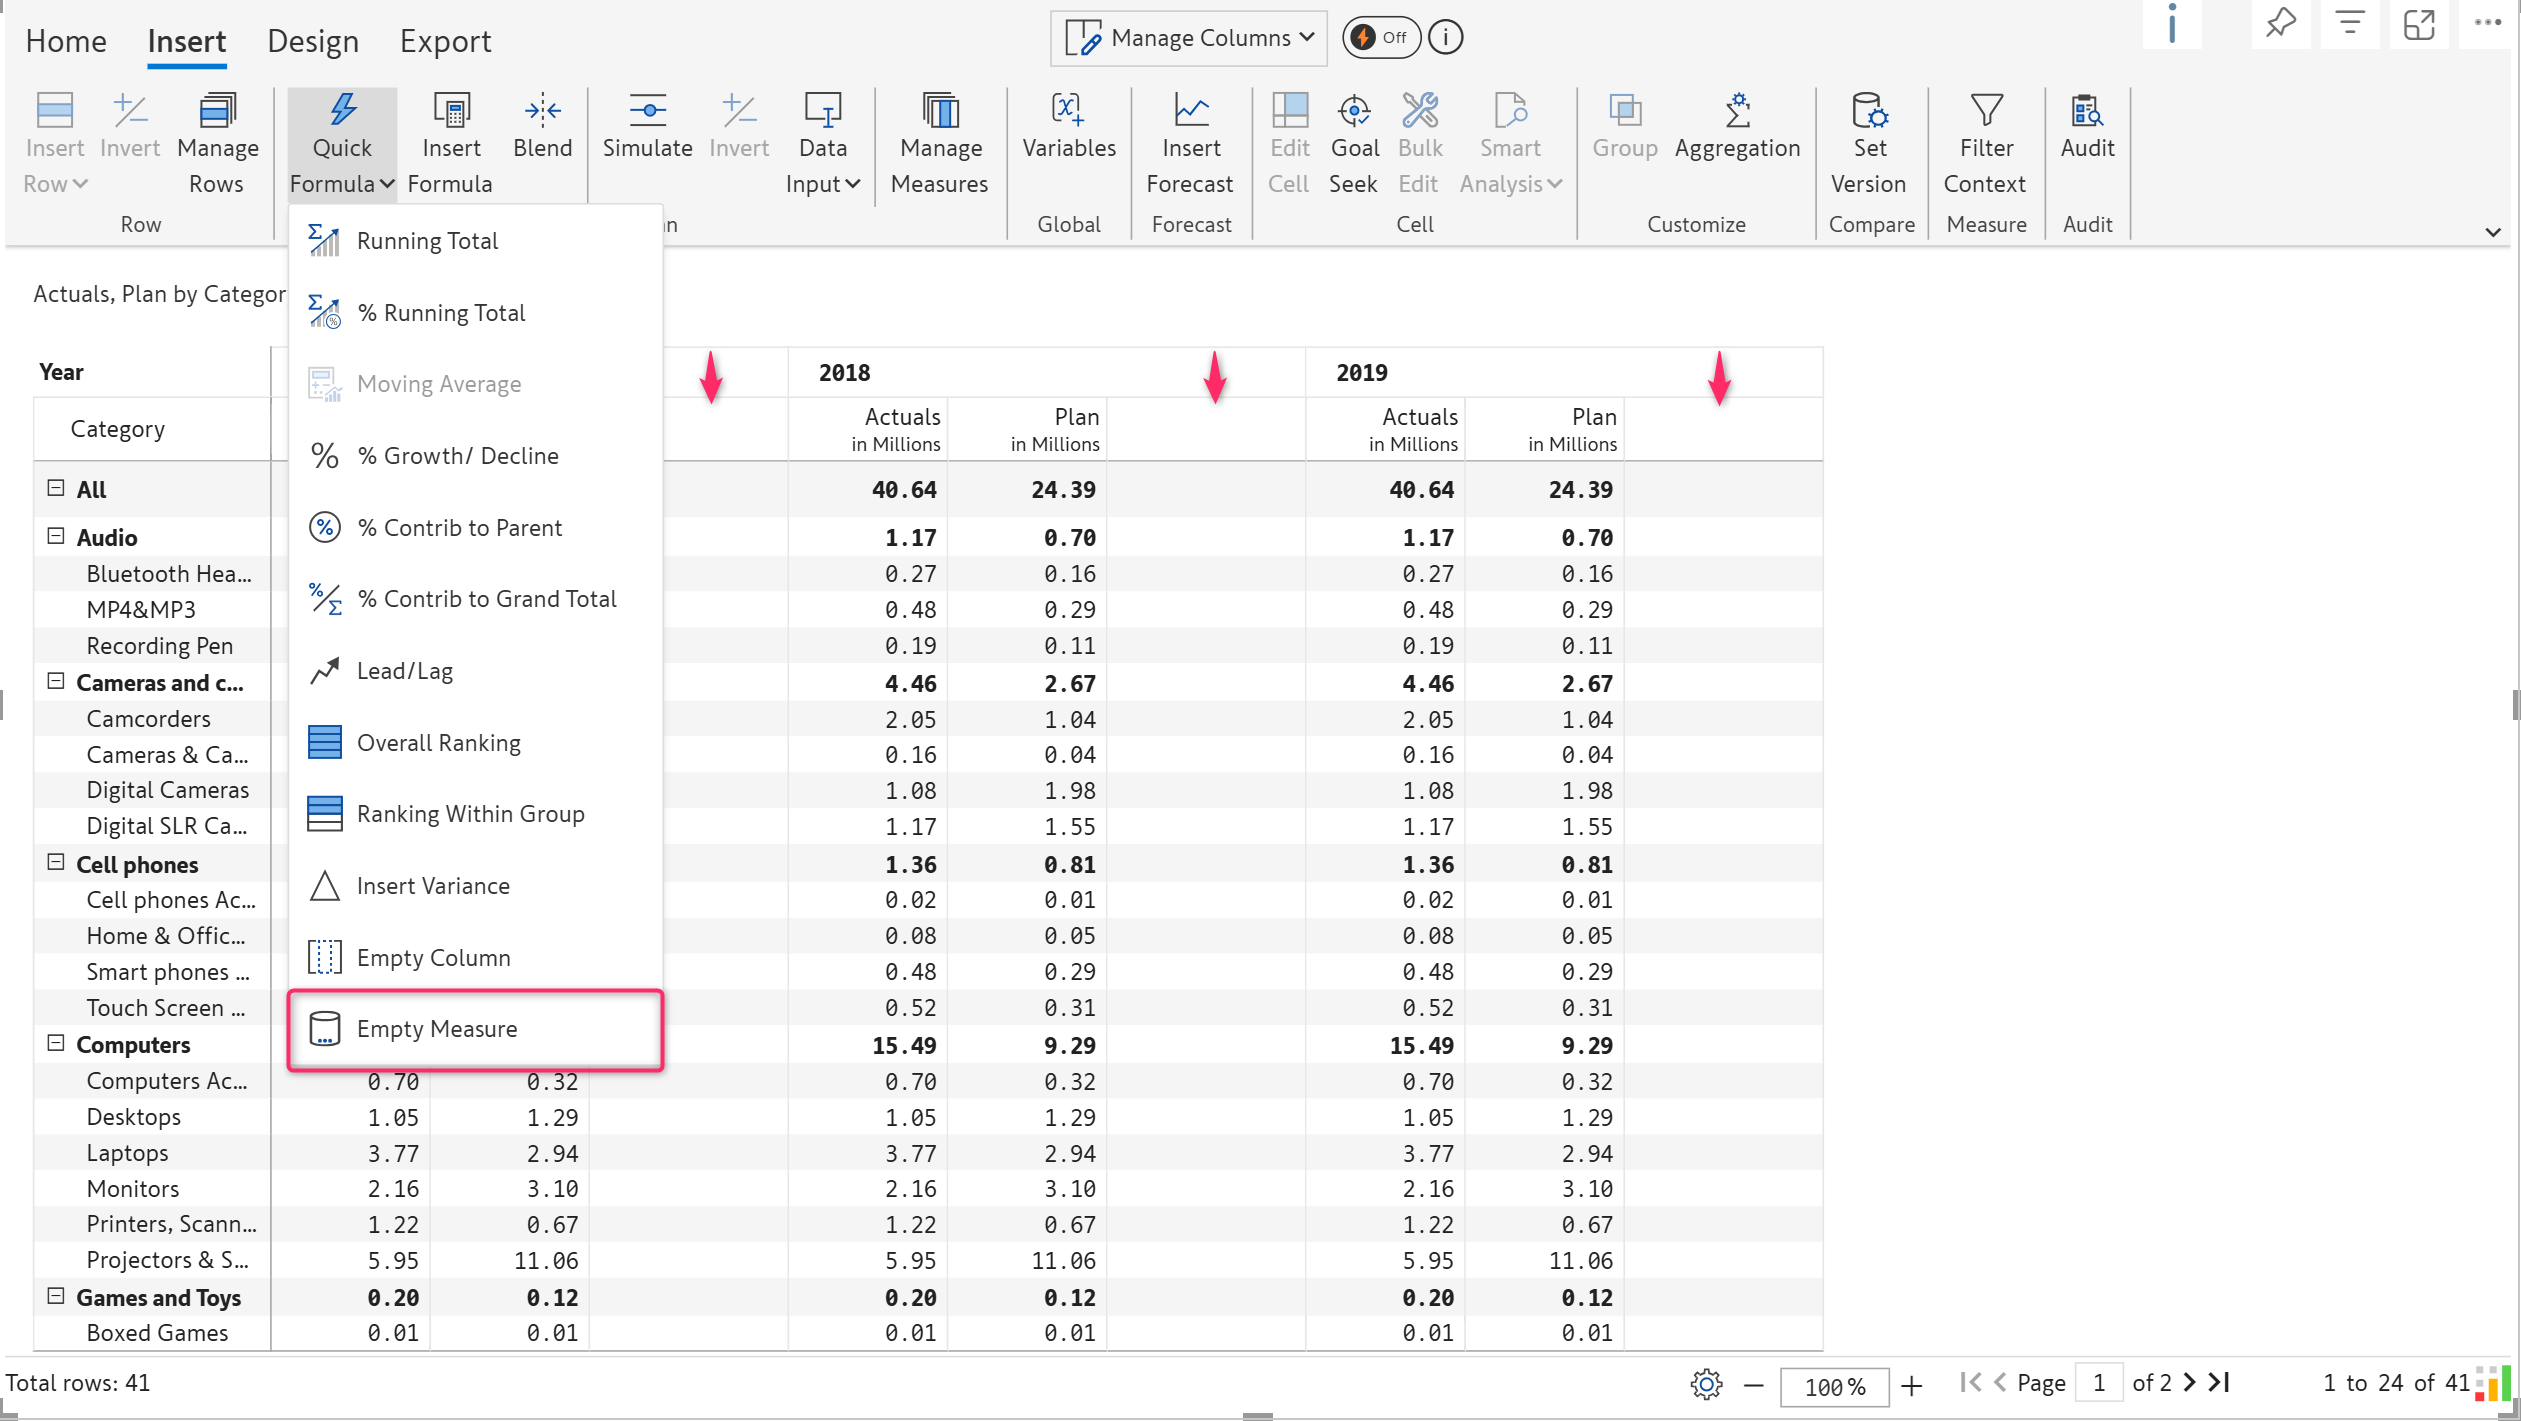 Home Insert Design Export Manage Columns Off i i
Insert Row Invert Manage Rows Quick Formula Insert Formula Blend Simulate Invert Data Input Manage Measures Variables Insert Forecast Edit Cell Goal Seek Bulk Edit Smart Analysis Group Aggregation Set Version Filter Context Audit
Row n Global Forecast Cell Customize Compare Measure Audit
Running Total
% Running Total
Moving Average
% Growth/ Decline
% Contrib to Parent
% Contrib to Grand Total
Lead/Lag
Overall Ranking
Ranking Within Group
Insert Variance
Empty Column
Empty Measure
Actuals, Plan by Categor
Year 2018 2019
Category Actuals in Millions Plan in Millions Actuals in Millions Plan in Millions
All 40.64 24.39 40.64 24.39
Audio 1.17 0.70 1.17 0.70
Bluetooth Hea... 0.27 0.16 0.27 0.16
MP4&MP3 0.48 0.29 0.48 0.29
Recording Pen 0.19 0.11 0.19 0.11
Cameras and c... 4.46 2.67 4.46 2.67
Camcorders 2.05 1.04 2.05 1.04
Cameras & Ca... 0.16 0.04 0.16 0.04
Digital Cameras 1.08 1.98 1.08 1.98
Digital SLR Ca... 1.17 1.55 1.17 1.55
Cell phones 1.36 0.81 1.36 0.81
Cell phones Ac... 0.02 0.01 0.02 0.01
Home & Offic... 0.08 0.05 0.08 0.05
Smart phones ... 0.48 0.29 0.48 0.29
Touch Screen ... 0.52 0.31 0.52 0.31
Computers 15.49 9.29 15.49 9.29
Computers Ac... 0.70 0.32 0.70 0.32 0.70 0.32
Desktops 1.05 1.29 1.05 1.29 1.05 1.29
Laptops 3.77 2.94 3.77 2.94 3.77 2.94
Monitors 2.16 3.10 2.16 3.10 2.16 3.10
Printers, Scann... 1.22 0.67 1.22 0.67 1.22 0.67
Projectors & S... 5.95 11.06 5.95 11.06 5.95 11.06
Games and Toys 0.20 0.12 0.20 0.12 0.20 0.12
Boxed Games 0.01 0.01 0.01 0.01 0.01 0.01
Total rows: 41 100 % Page 1 of 2 1 to 24 of 41